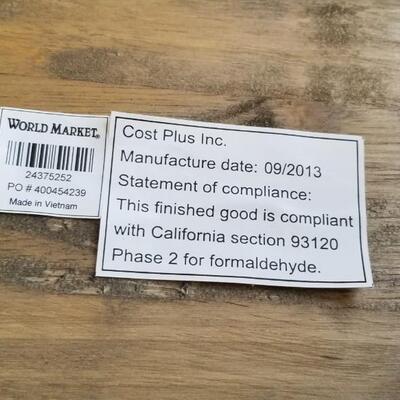 WORLD MARKET®
24375252
PO # 400454239
Made in Vietnam
Cost Plus Inc.
Manufacture date: 09/2013
Statement of compliance:
This finished good is compliant
with California section 93120
Phase 2 for formaldehyde.